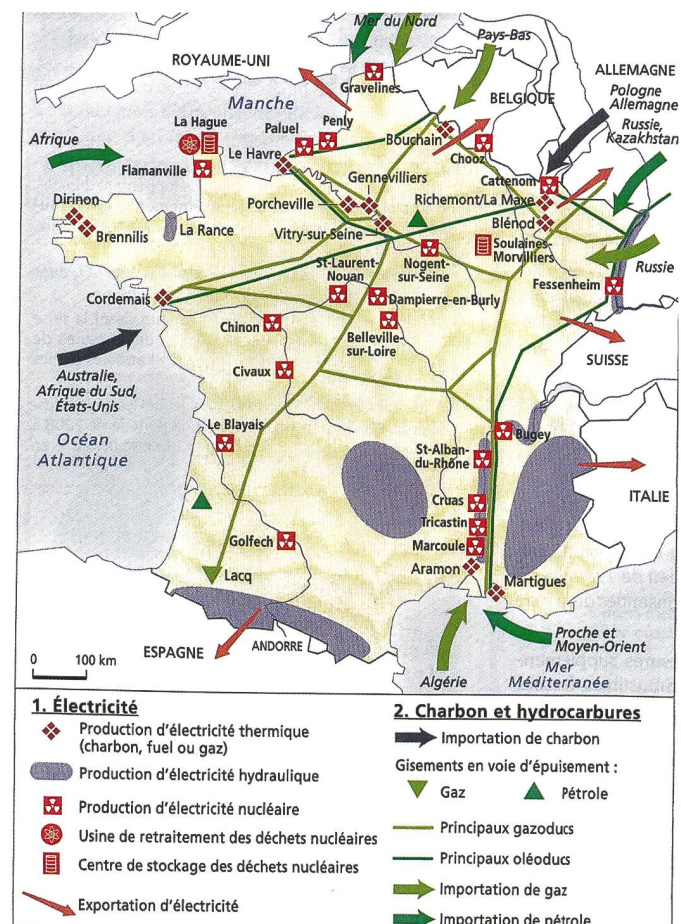 Mer du Nord
Pays-Bas
ROYAUME-UNI
ALLEMAGNE
Gravelines
Pologne
Allemagne
BELGIQUE
Manche
Russie,
Kazakhstan
La Hague
Paluel
Penly
Bouchain
Afrique
Le Havre
Chooz
Flamanville
Gennevilliers
Cattenom
Dirinon
Porcheville
Richemont/La Maxe
Brennilis
La Rance
Vitry-sur-Seine
Blénod
Soulaines-
Morvilliers
Russie
St-Laurent-
Nouan
Nogent-
sur-Seine
Fessenheim
Cordemais
Dampierre-en-Burly
Chinon
Belleville-
sur-Loire
SUISSE
Civaux
Australie,
Afrique du Sud,
États-Unis
Le Blayais
Bugey
Océan
Atlantique
St-Alban-
du-Rhône
ITALIE
Cruas
Tricastin
Golfech
Marcoule
Aramon
Lacq
Martigues
ESPAGNE
ANDORRE
Proche et
Moyen-Orient
0 100 km
Algérie
Mer
Méditerranée
1. Électricité
Production d'électricité thermique
(charbon, fuel ou gaz)
Production d'électricité hydraulique
Production d'électricité nucléaire
Usine de retraitement des déchets nucléaires
Centre de stockage des déchets nucléaires
Exportation d'électricité
2. Charbon et hydrocarbures
Importation de charbon
Gisements en voie d'épuisement :
Gaz Pétrole
Principaux gazoducs
Principaux oléoducs
Importation de gaz
Importation de pétrole